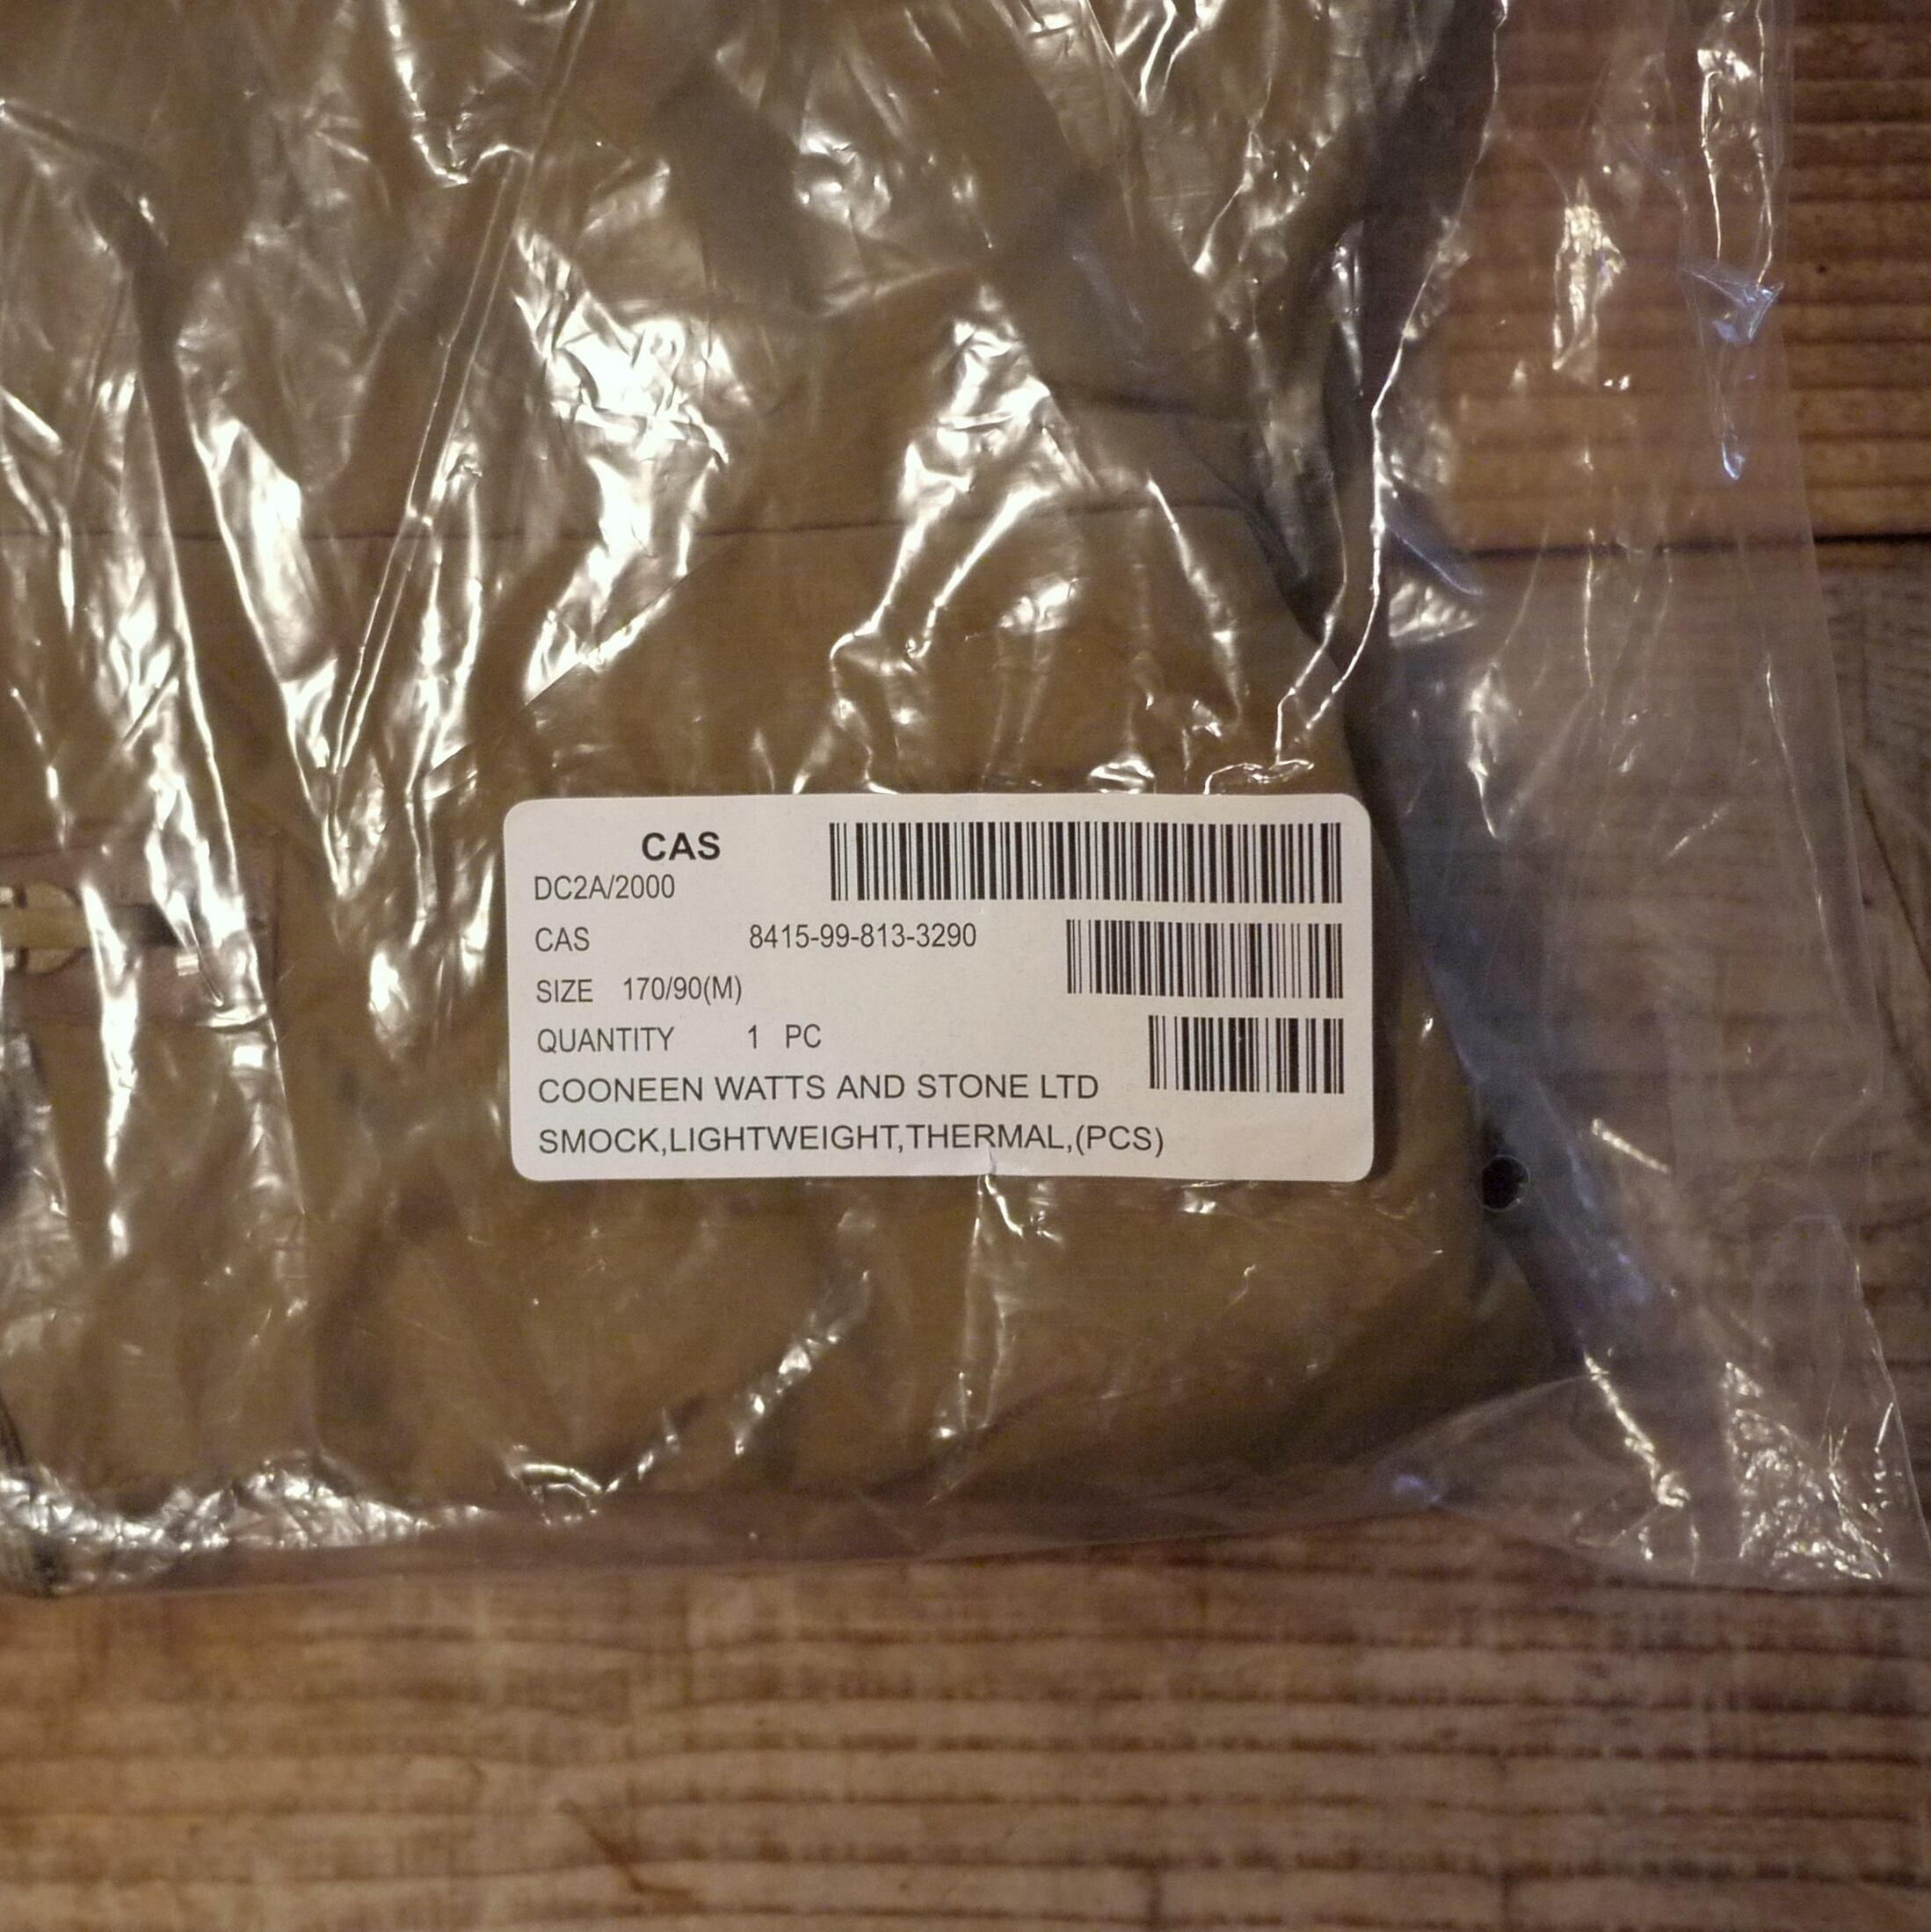 CAS
DC2A/2000
CAS 8415-99-813-3290
SIZE 170/90(M)
QUANTITY 1 PC
COONEEN WATTS AND STONE LTD
SMOCK,LIGHTWEIGHT,THERMAL,(PCS)